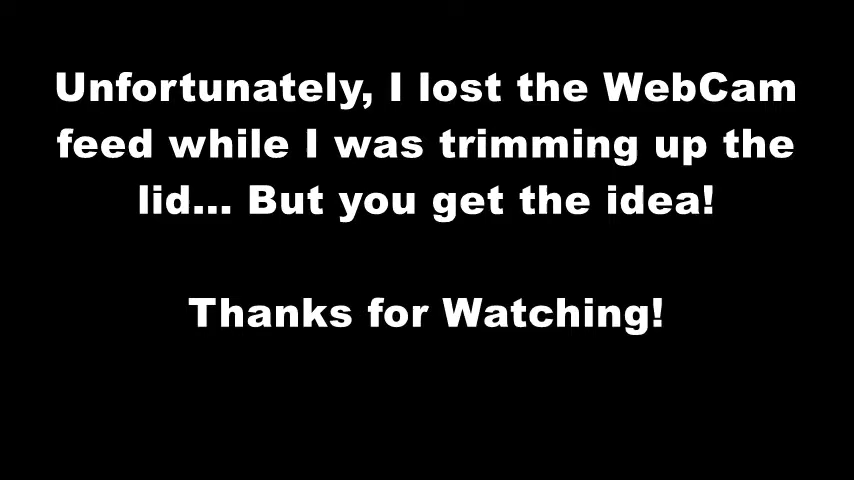 Unfortunately, I lost the WebCam
feed while I was trimming up the
lid... But you get the idea!
Thanks for Watching!